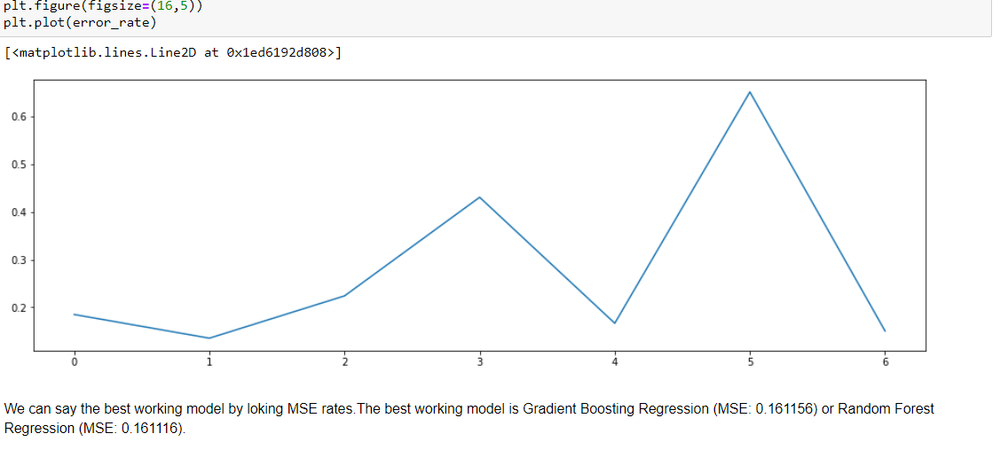 plt.figure(figsize=(16,5))
plt.plot(error_rate)
[<matplotlib.lines.Line2D at 0x1ed6192d808>]
0.6
0.5
0.4
0.3
0.2
0 1 2 3 4 5 6
We can say the best working model by loking MSE rates.The best working model is Gradient Boosting Regression (MSE: 0.161156) or Random Forest
Regression (MSE: 0.161116).